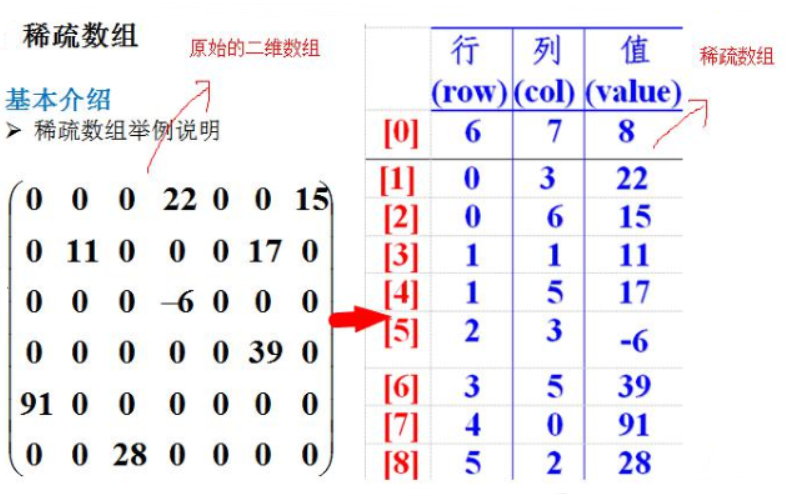 稀疏数组
原始的二维数组
基本介绍
➤ 稀疏数组举例说明
0 0 0 22 0 0 15
0 11 0 0 0 17 0
0 0 0 –6 0 0 0
0 0 0 0 0 39 0
91 0 0 0 0 0 0
0 0 28 0 0 0 0
稀疏数组
行 列 值
(row) (col) (value)
[0] 6 7 8
[1] 0 3 22
[2] 0 6 15
[3] 1 1 11
[4] 1 5 17
[5] 2 3 -6
[6] 3 5 39
[7] 4 0 91
[8] 5 2 28